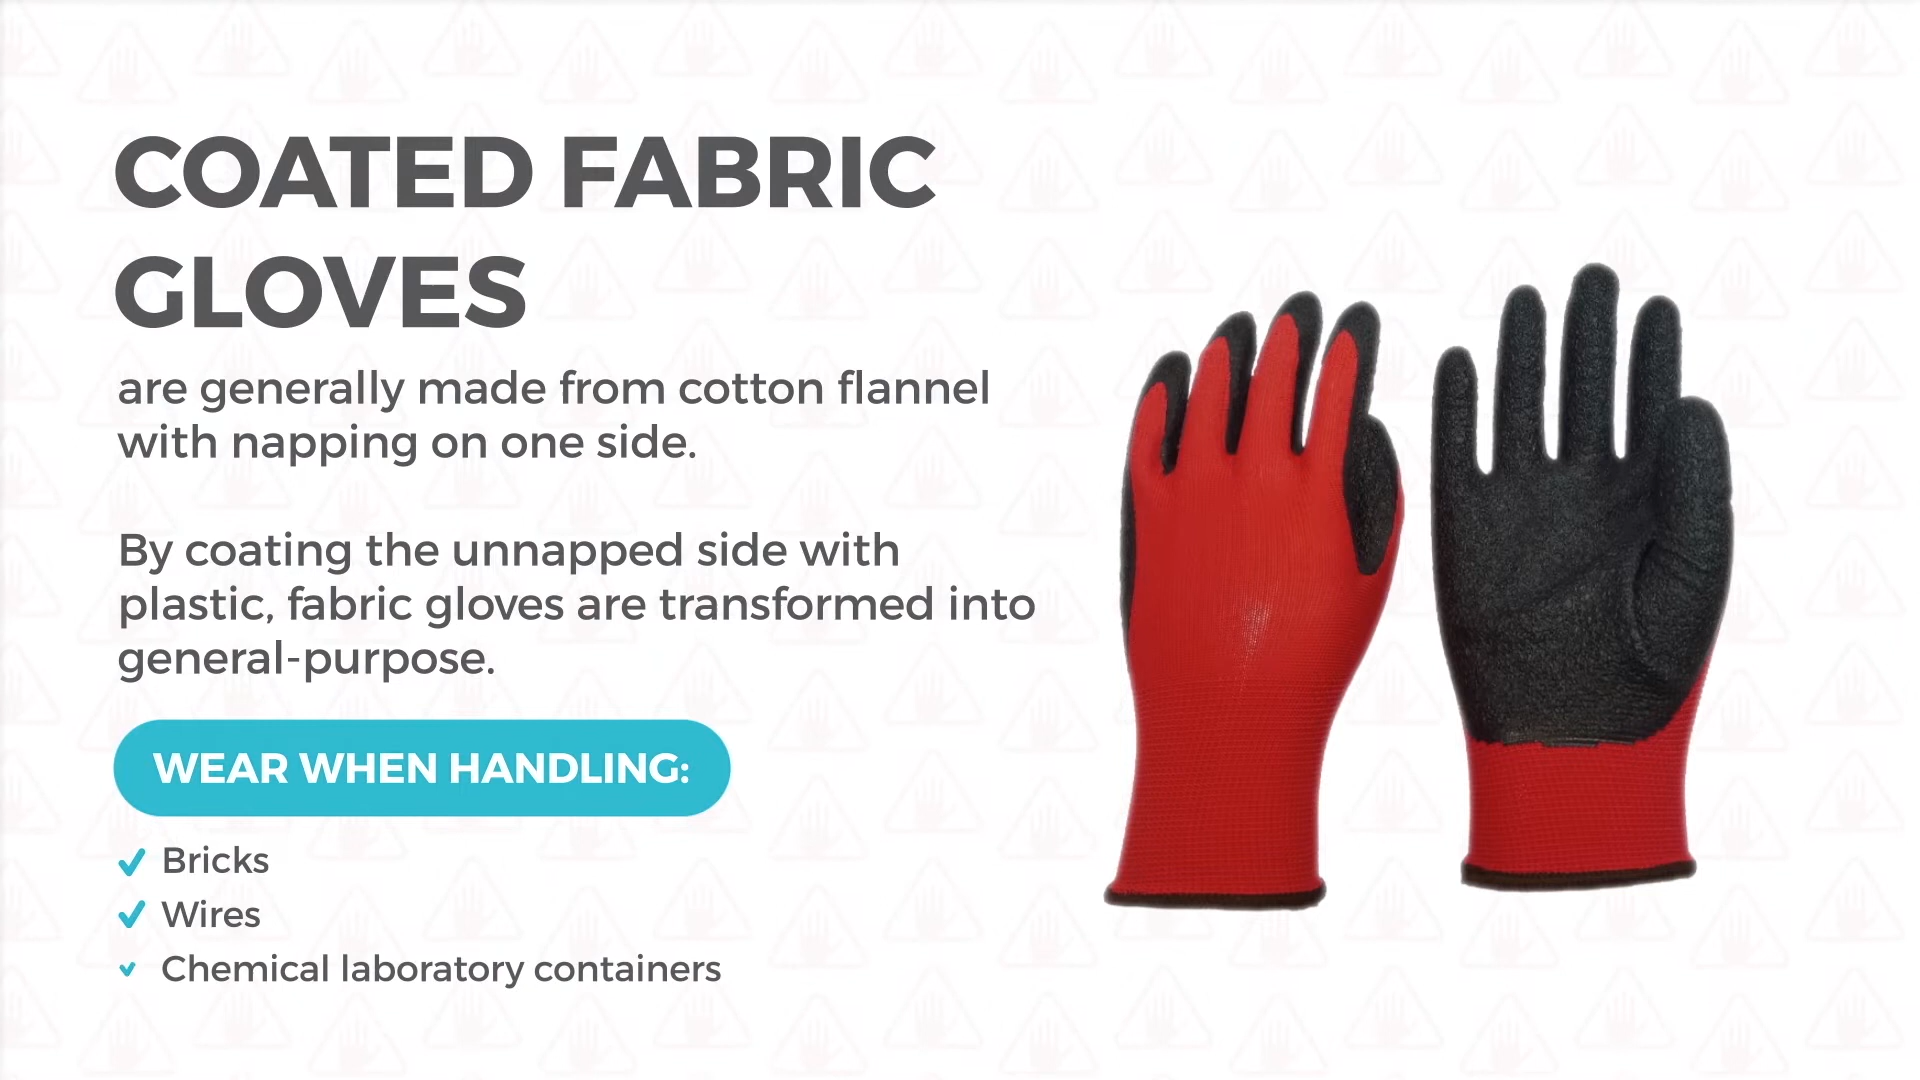 COATED FABRIC
GLOVES
are generally made from cotton flannel
with napping on one side.
By coating the unnapped side with
plastic, fabric gloves are transformed into
general-purpose.
WEAR WHEN HANDLING:
Bricks
Wires
Chemical laboratory containers